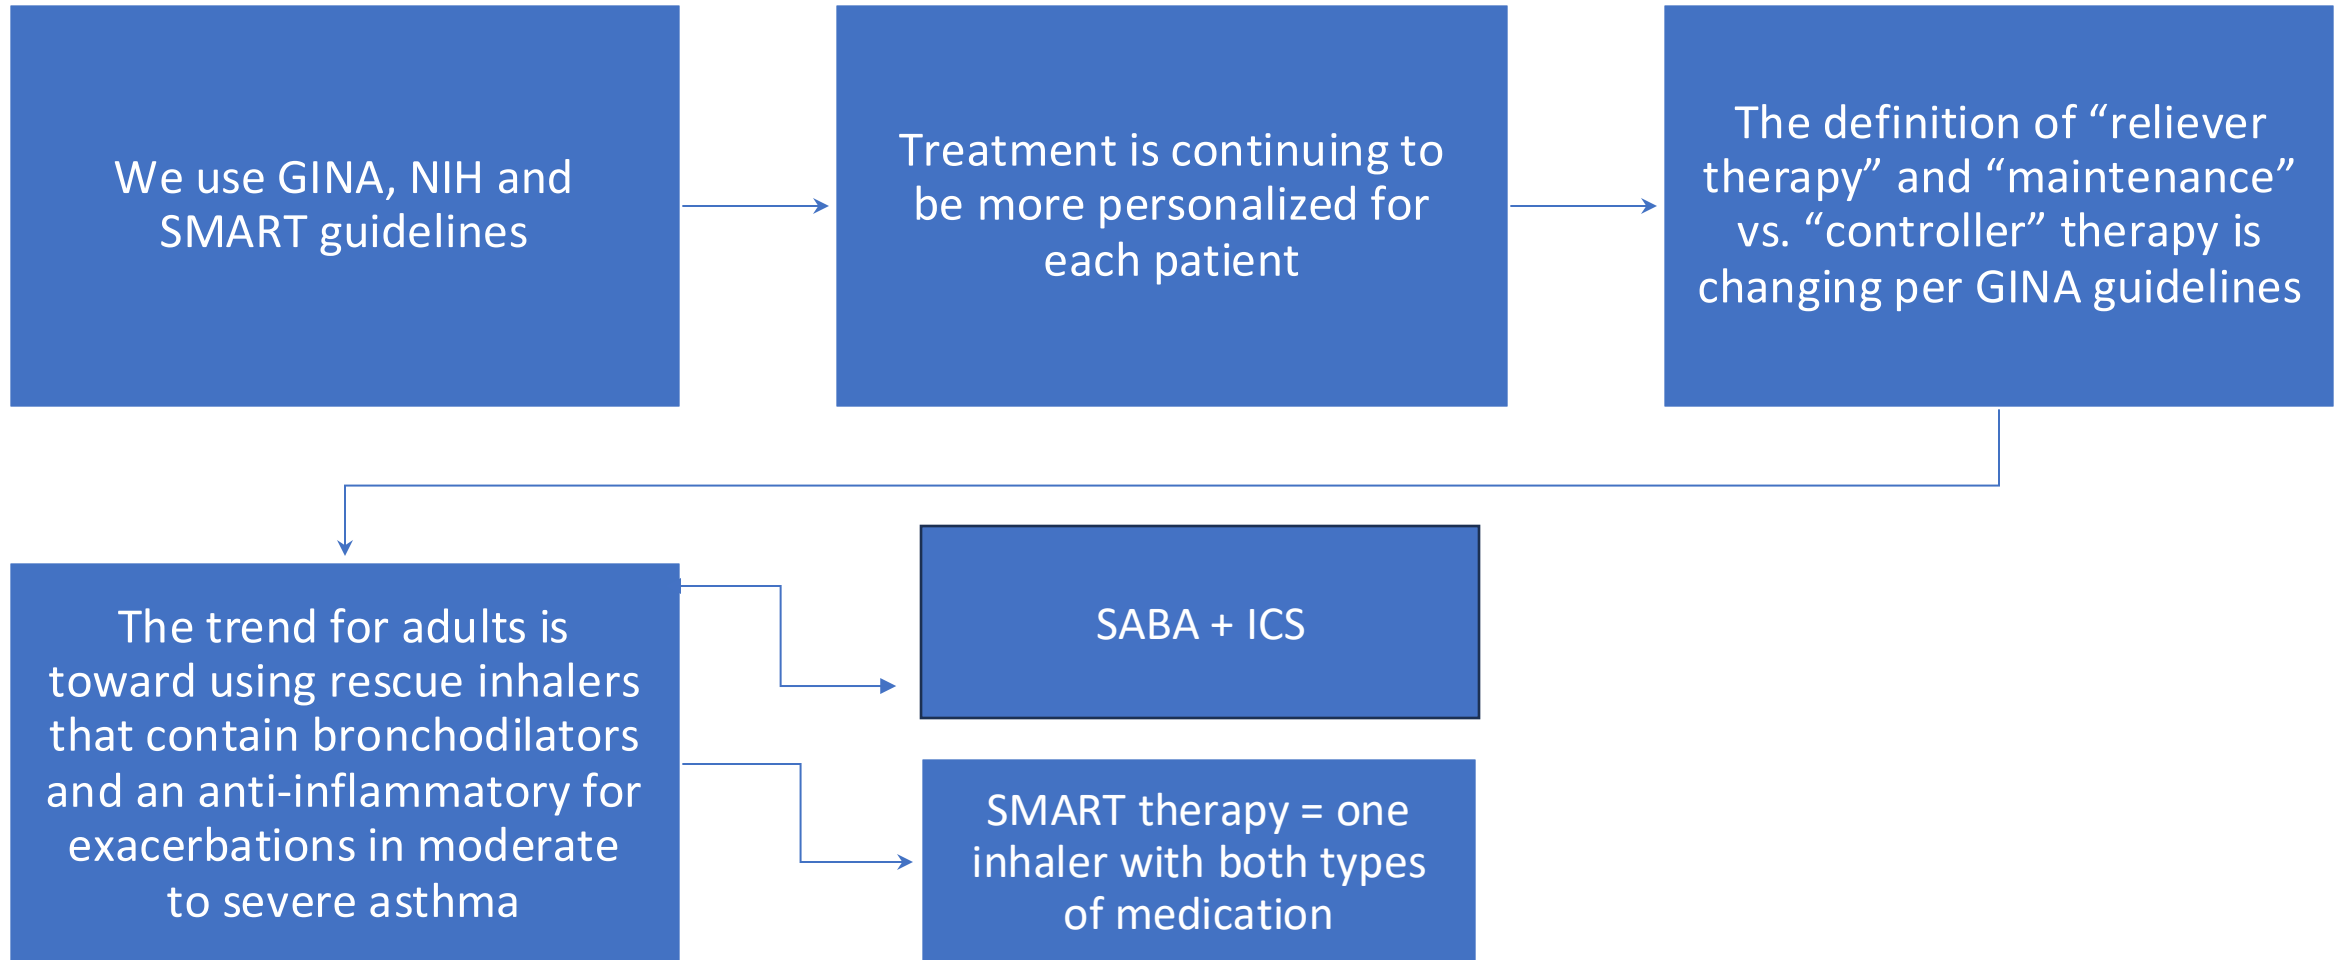 We use GINA, NIH and
SMART guidelines
Treatment is continuing to
be more personalized for
each patient
The definition of “reliever
therapy” and “maintenance”
vs. “controller” therapy is
changing per GINA guidelines
The trend for adults is
toward using rescue inhalers
that contain bronchodilators
and an anti-inflammatory for
exacerbations in moderate
to severe asthma
SABA + ICS
SMART therapy = one
inhaler with both types
of medication